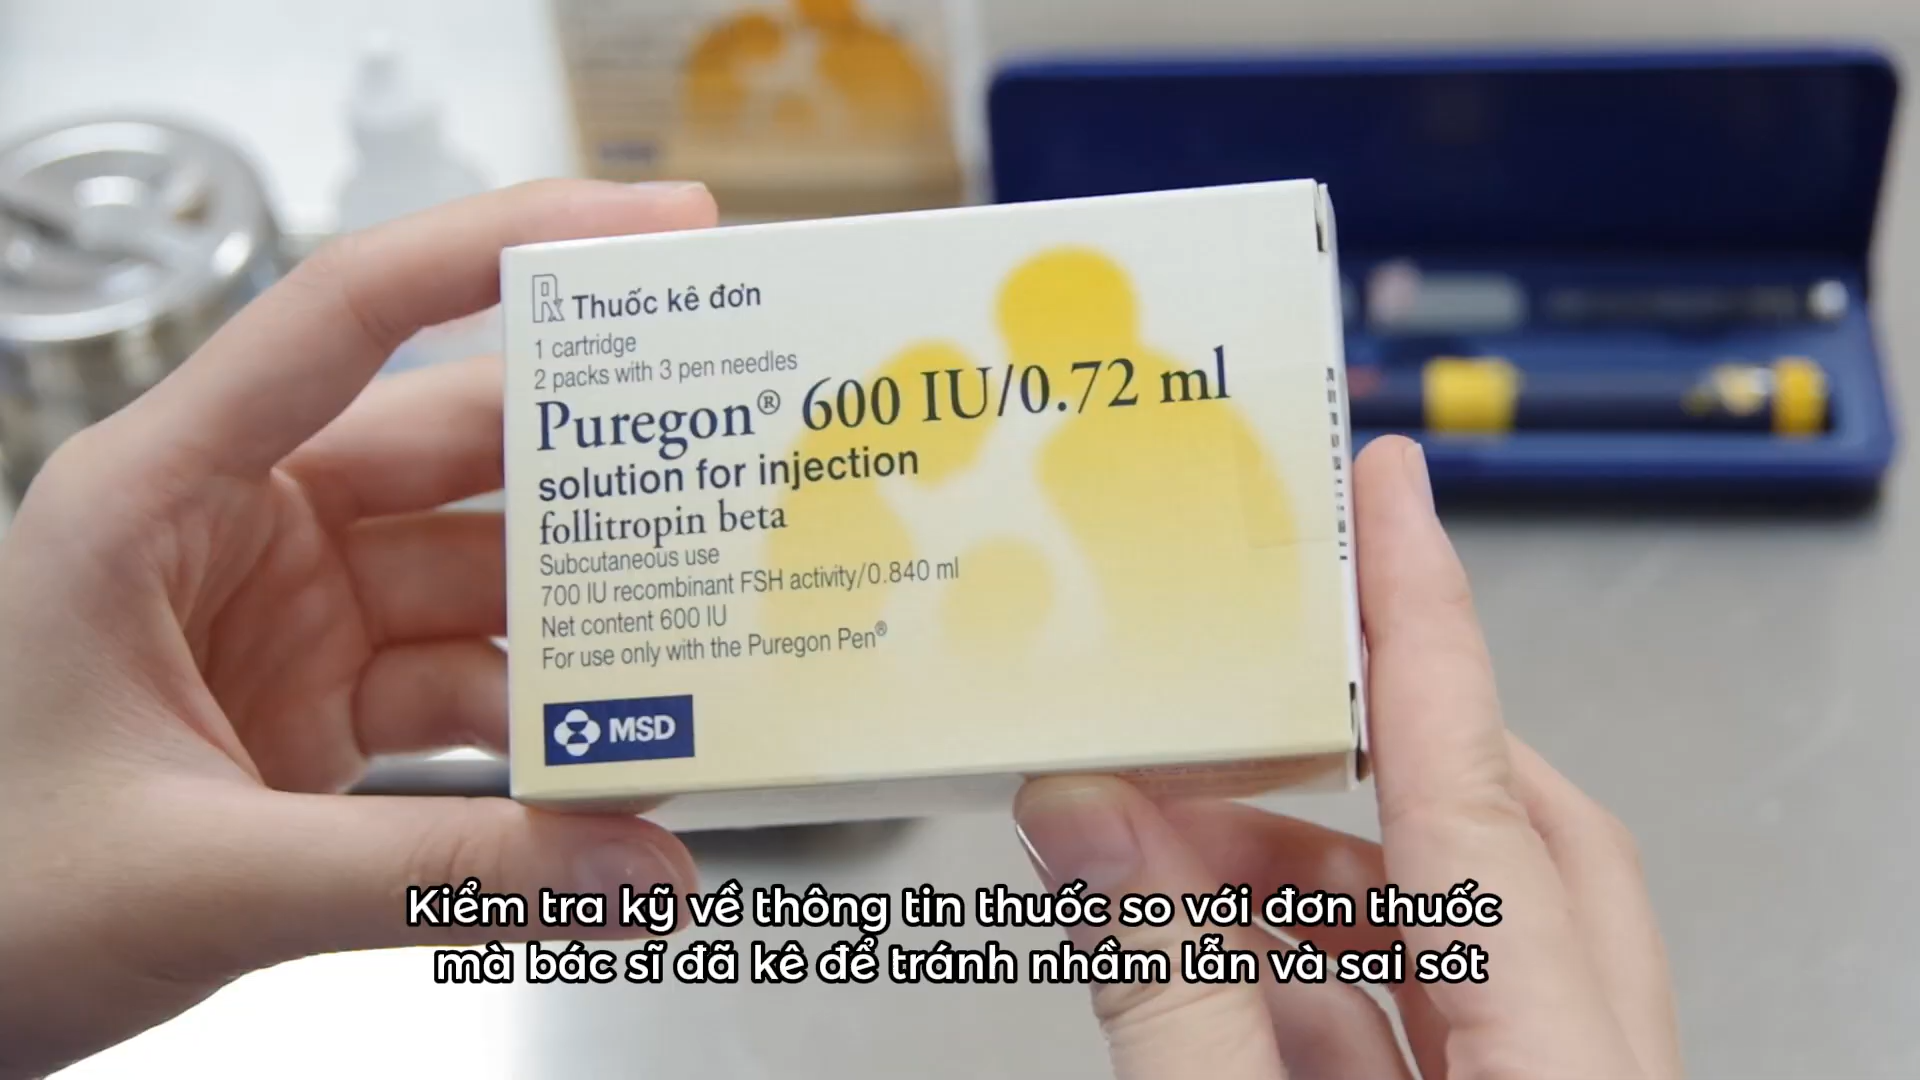 Rx Thuốc kê đơn
1 cartridge
2 packs with 3 pen needles
Puregon® 600 IU/0.72 ml
solution for injection
follitropin beta
Subcutaneous use
700 IU recombinant FSH activity/0.840 ml
Net content 600 IU
For use only with the Puregon Pen®
MSD
Kiểm tra kỹ về thông tin thuốc so với đơn thuốc
mà bác sĩ đã kê để tránh nhầm lẫn và sai sót